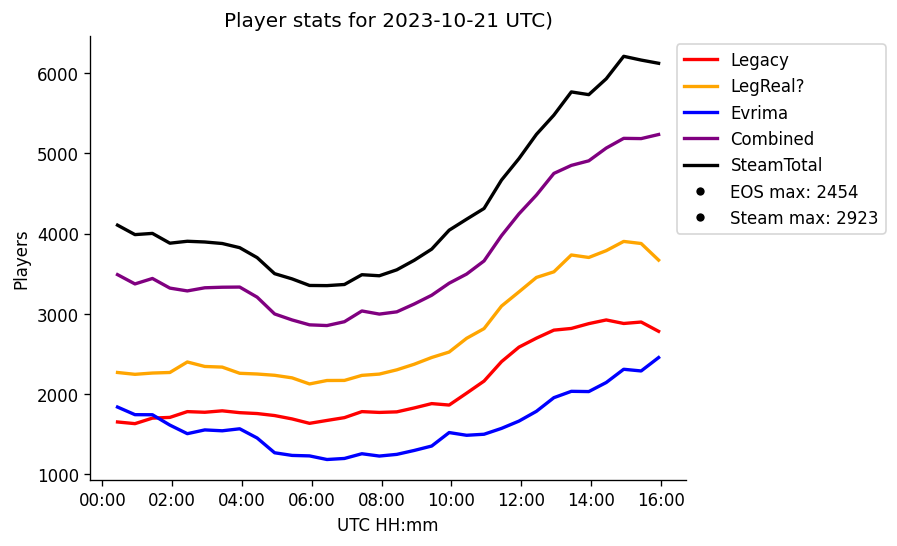 Player stats for 2023-10-21 UTC)
Players
6000
5000
4000
3000
2000
1000
00:00 02:00 04:00 06:00 08:00 10:00 12:00 14:00 16:00
UTC HH:mm
Legacy
LegReal?
Evrima
Combined
SteamTotal
EOS max: 2454
Steam max: 2923